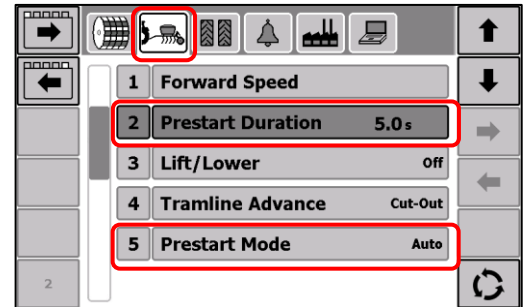 1 Forward Speed
2 Prestart Duration 5.0 s
3 Lift/Lower Off
4 Tramline Advance Cut-Out
5 Prestart Mode Auto
2